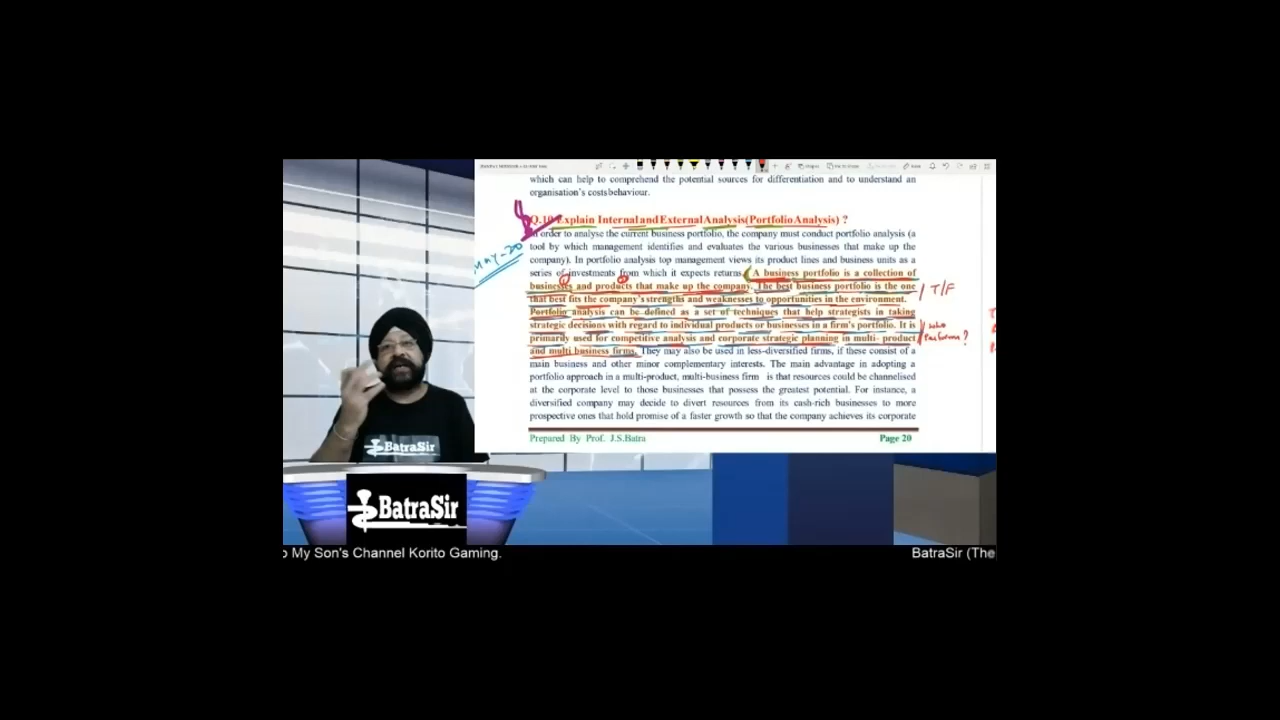 which can help to comprehend the potential sources for differentiation and to understand an
organisation's costsbehaviour.
Q.10 Explain Internal and External Analysis(Portfolio Analysis) ?
In order to analyse the current business portfolio, the company must conduct portfolio analysis (a
tool by which management identifies and evaluates the various businesses that make up the
company). In portfolio analysis top management views its product lines and business units as a
series of investments from which it expects returns. A business portfolio is a collection of
businesses and products that make up the company. The best business portfolio is the one
that best fits the company's strengths and weaknesses to opportunities in the environment.
Portfolio analysis can be defined as a set of techniques that help strategists in taking
strategic decisions with regard to individual products or businesses in a firm's portfolio. It is
primarily used for competitive analysis and corporate strategic planning in multi- product
and multi business firms. They may also be used in less-diversified firms, if these consist of a
main business and other minor complementary interests. The main advantage in adopting a
portfolio approach in a multi-product, multi-business firm is that resources could be channelised
at the corporate level to those businesses that possess the greatest potential. For instance, a
diversified company may decide to divert resources from its cash-rich businesses to more
prospective ones that hold promise of a faster growth so that the company achieves its corporate
Prepared By Prof. J.S.Batra Page 20
May-20
T/F
who
Performs?
BatraSir
BatraSir
o My Son's Channel Korito Gaming. BatraSir (The